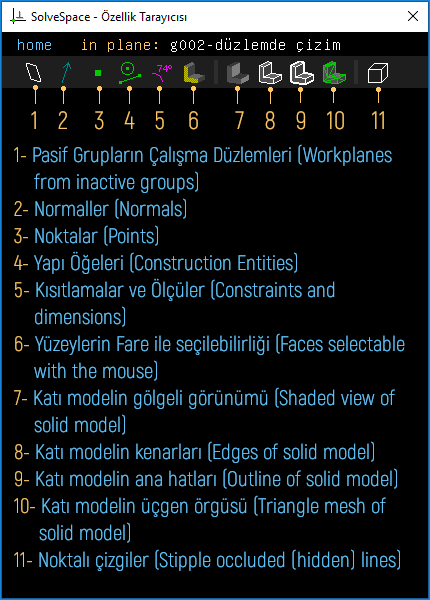 SolveSpace - Özellik Tarayıcısı
home in plane: g002-düzlemde çizim
74°
1 2 3 4 5 6 7 8 9 10 11
1- Pasif Grupların Çalışma Düzlemleri (Workplanes
from inactive groups)
2- Normaller (Normals)
3- Noktalar (Points)
4- Yapı Öğeleri (Construction Entities)
5- Kısıtlamalar ve Ölçüler (Constraints and
dimensions)
6- Yüzeylerin Fare ile seçilebilirliği (Faces selectable
with the mouse)
7- Katı modelin gölgeli görünümü (Shaded view of
solid model)
8- Katı modelin kenarları (Edges of solid model)
9- Katı modelin ana hatları (Outline of solid model)
10- Katı modelin üçgen örgüsü (Triangle mesh of
solid model)
11- Noktalı çizgiler (Stipple occluded (hidden) lines)